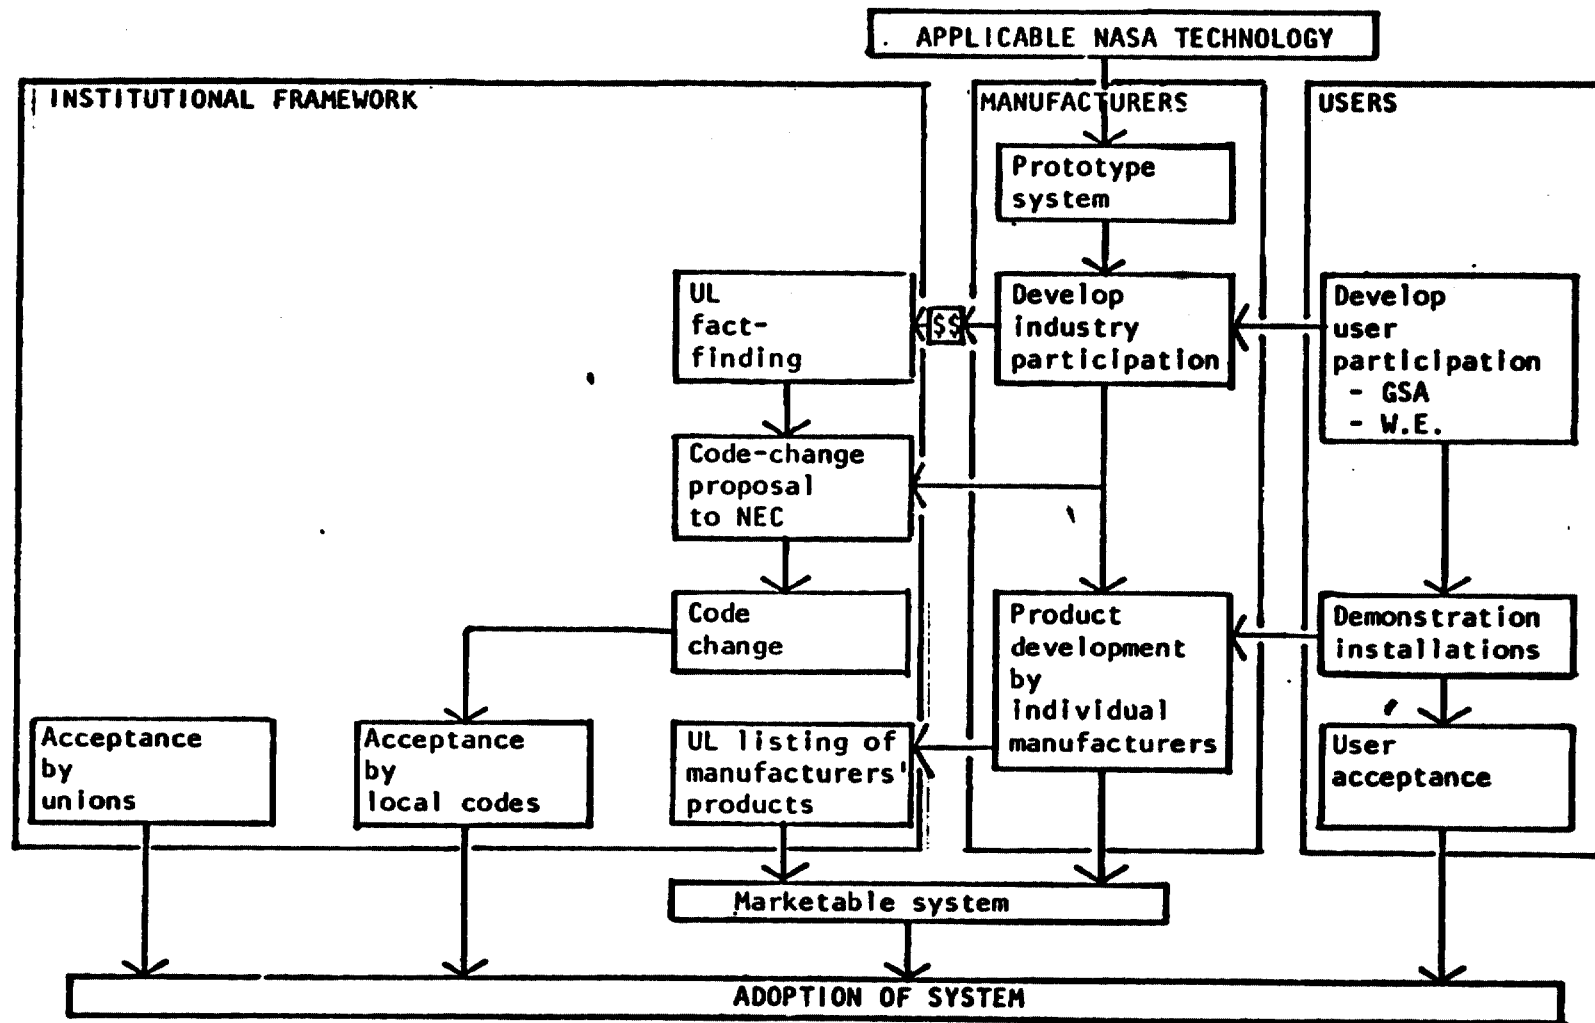 APPLICABLE NASA TECHNOLOGY
INSTITUTIONAL FRAMEWORK
MANUFACTURERS
USERS
Prototype
system
UL
fact-
finding
$$
Develop
industry
participation
Develop
user
participation
- GSA
- W.E.
Code-change
proposal
to NEC
Code
change
Product
development
by
individual
manufacturers
Demonstration
installations
Acceptance
by
unions
Acceptance
by
local codes
UL listing of
manufacturers'
products
User
acceptance
Marketable system
ADOPTION OF SYSTEM